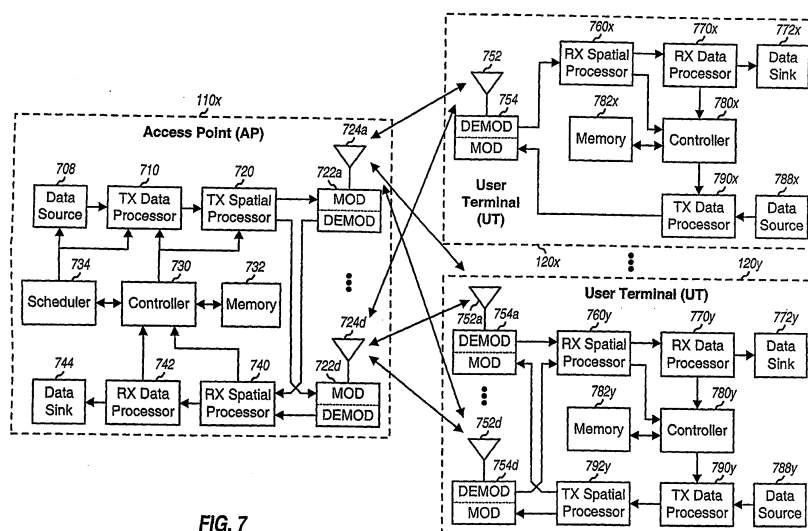 110x
Access Point (AP)
708
Data
Source
710
TX Data
Processor
720
TX Spatial
Processor
724a
722a
MOD
DEMOD
734
Scheduler
730
Controller
732
Memory
744
Data
Sink
742
RX Data
Processor
740
RX Spatial
Processor
724d
722d
MOD
DEMOD
752
754
DEMOD
MOD
User
Terminal
(UT)
760x
RX Spatial
Processor
770x
RX Data
Processor
772x
Data
Sink
782x
Memory
780x
Controller
790x
TX Data
Processor
788x
Data
Source
120x
120y
User Terminal (UT)
752a
754a
DEMOD
MOD
760y
RX Spatial
Processor
770y
RX Data
Processor
772y
Data
Sink
782y
Memory
780y
Controller
752d
754d
DEMOD
MOD
792y
TX Spatial
Processor
790y
TX Data
Processor
788y
Data
Source
FIG. 7